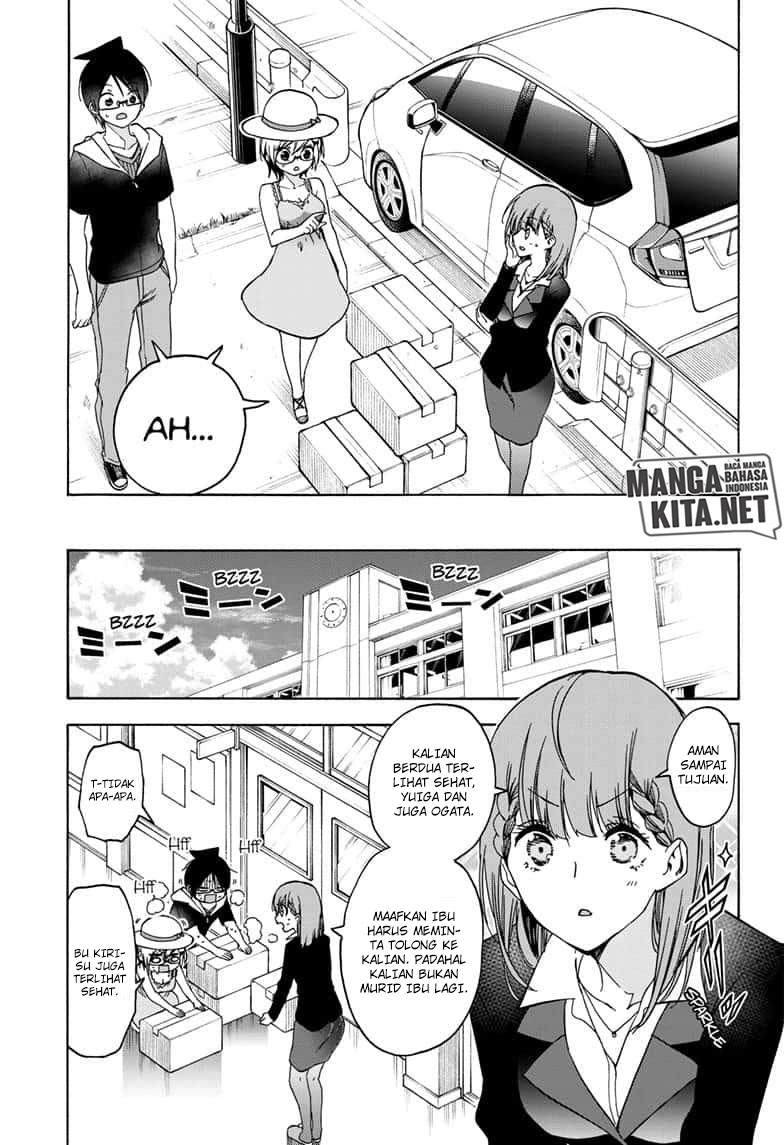 AH...
MANGA
KITA.NET
BACA MANGA
BAHASA
INDONESIA
BZZZ
ミーン
BZZZ
ミーン
BZZZ
ミーン
AMAN
SAMPAI
TUJUAN.
KALIAN
BERDUA TER-
LIHAT SEHAT,
YUIGA DAN
JUGA OGATA.
MAAFKAN IBU
HARUS MEMIN-
TA TOLONG KE
KALIAN. PADAHAL
KALIAN BUKAN
MURID IBU LAGI.
SPARKLE
T-TIDAK
APA-APA.
Hff
Hff
Hff
BU KIRI-
SU JUGA
TERLIHAT
SEHAT.